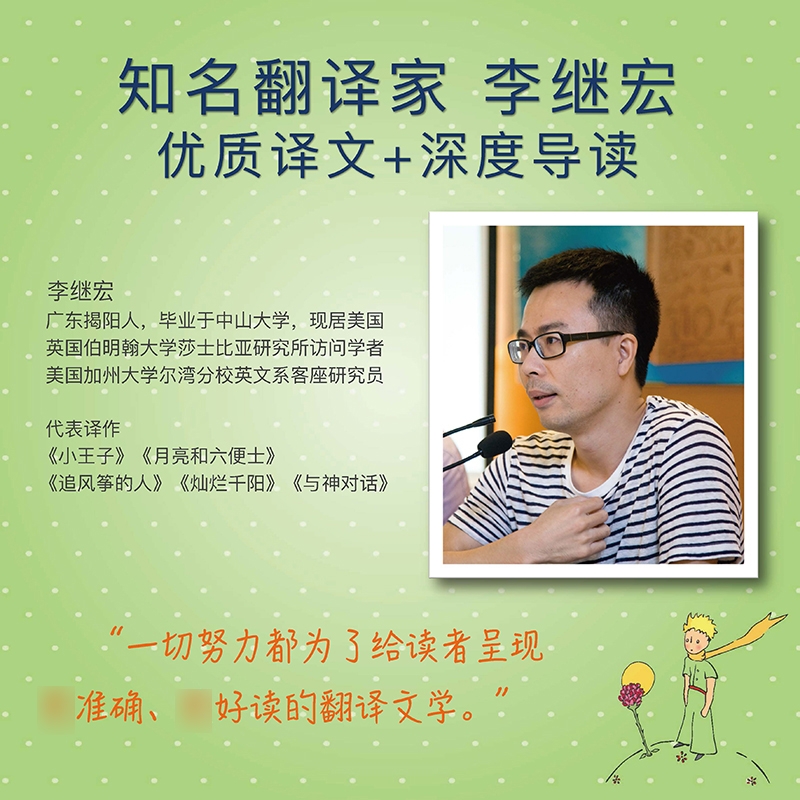 知名翻译家 李继宏
优质译文+深度导读
李继宏
广东揭阳人，毕业于中山大学，现居美国
英国伯明翰大学莎士比亚研究所访问学者
美国加州大学尔湾分校英文系客座研究员
代表译作
《小王子》《月亮和六便士》
《追风筝的人》《灿烂千阳》《与神对话》
“一切努力都为了给读者呈现
准确、好读的翻译文学。”